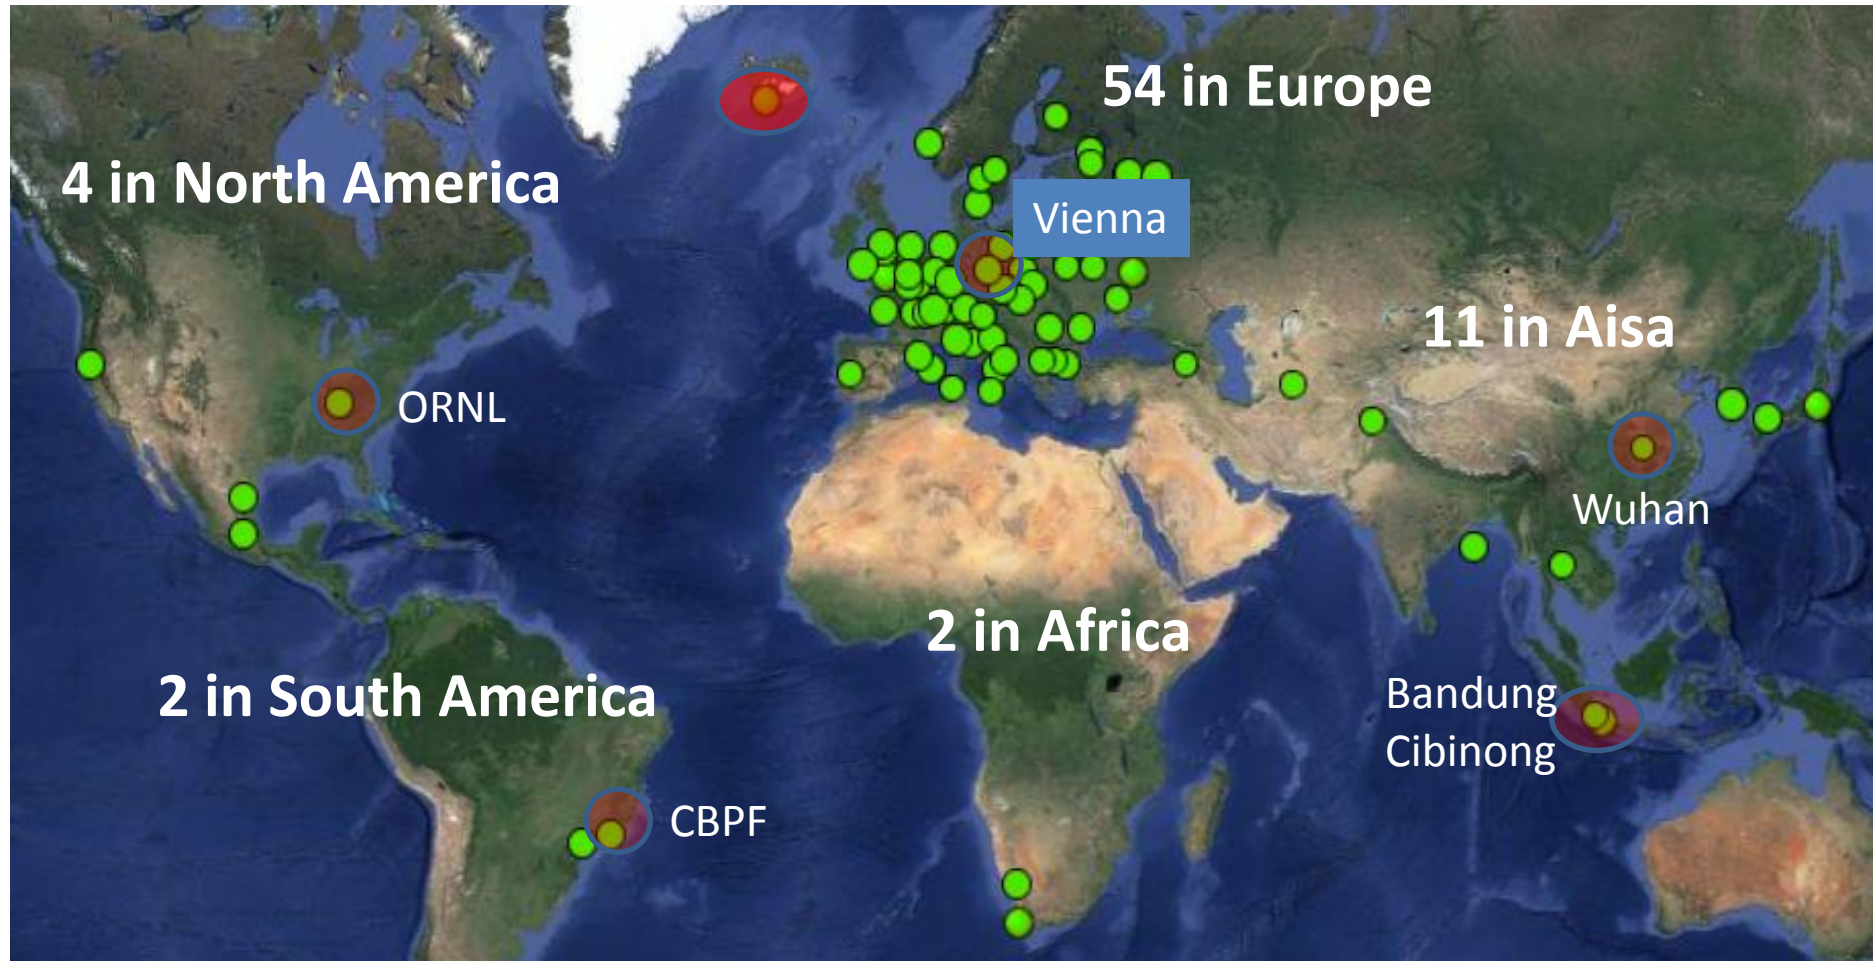 54 in Europe
4 in North America
Vienna
11 in Aisa
ORNL
Wuhan
2 in Africa
2 in South America
Bandung
Cibinong
CBPF